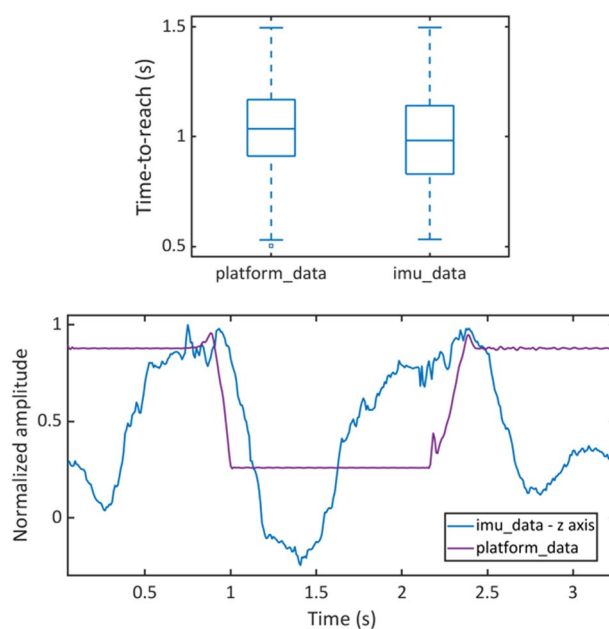 Time-to-reach (s)
1.5
1
0.5
platform_data imu_data
Normalized amplitude
1
0.5
0
imu_data - z axis
platform_data
0.5 1 1.5 2 2.5 3
Time (s)